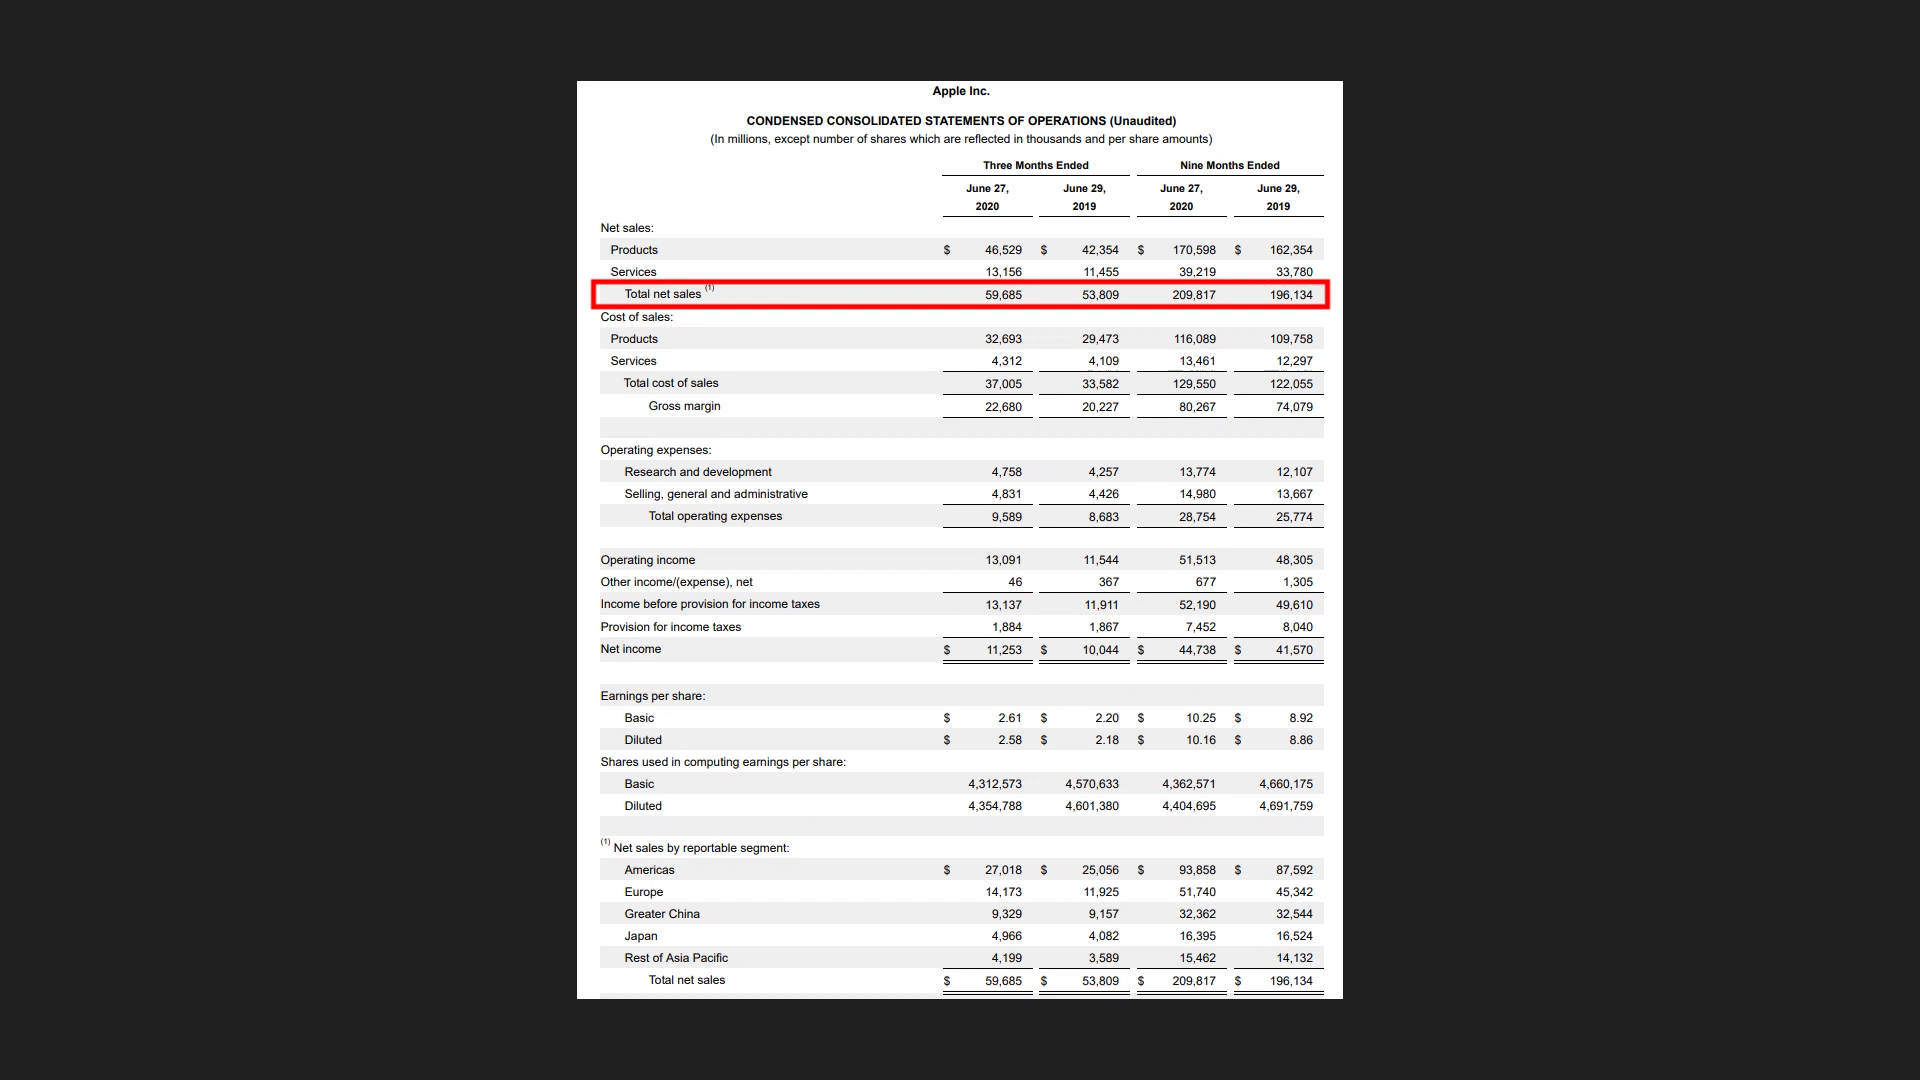 Apple Inc.
CONDENSED CONSOLIDATED STATEMENTS OF OPERATIONS (Unaudited)
(In millions, except number of shares which are reflected in thousands and per share amounts)
Three Months Ended Nine Months Ended
June 27, June 29, June 27, June 29,
2020 2019 2020 2019
Net sales:
Products $ 46,529 $ 42,354 $ 170,598 $ 162,354
Services 13,156 11,455 39,219 33,780
Total net sales (1) 59,685 53,809 209,817 196,134
Cost of sales:
Products 32,693 29,473 116,089 109,758
Services 4,312 4,109 13,461 12,297
Total cost of sales 37,005 33,582 129,550 122,055
Gross margin 22,680 20,227 80,267 74,079
Operating expenses:
Research and development 4,758 4,257 13,774 12,107
Selling, general and administrative 4,831 4,426 14,980 13,667
Total operating expenses 9,589 8,683 28,754 25,774
Operating income 13,091 11,544 51,513 48,305
Other income/(expense), net 46 367 677 1,305
Income before provision for income taxes 13,137 11,911 52,190 49,610
Provision for income taxes 1,884 1,867 7,452 8,040
Net income $ 11,253 $ 10,044 $ 44,738 $ 41,570
Earnings per share:
Basic $ 2.61 $ 2.20 $ 10.25 $ 8.92
Diluted $ 2.58 $ 2.18 $ 10.16 $ 8.86
Shares used in computing earnings per share:
Basic 4,312,573 4,570,633 4,362,571 4,660,175
Diluted 4,354,788 4,601,380 4,404,695 4,691,759
(1) Net sales by reportable segment:
Americas $ 27,018 $ 25,056 $ 93,858 $ 87,592
Europe 14,173 11,925 51,740 45,342
Greater China 9,329 9,157 32,362 32,544
Japan 4,966 4,082 16,395 16,524
Rest of Asia Pacific 4,199 3,589 15,462 14,132
Total net sales $ 59,685 $ 53,809 $ 209,817 $ 196,134